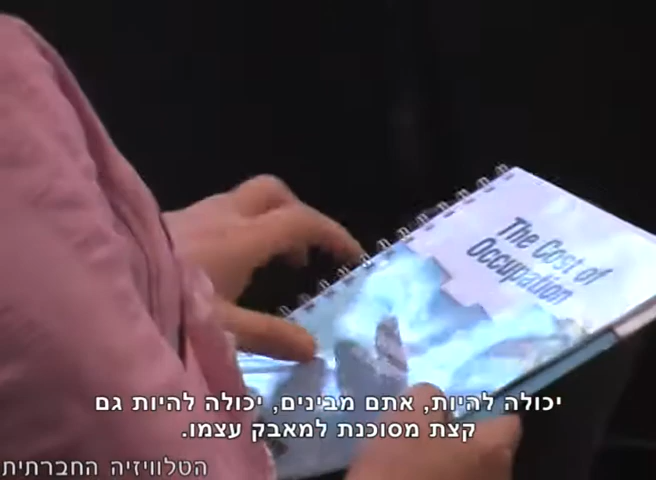 The Cost of
Occupation
יכולה להיות, אתם מבינים, יכולה להיות גם
קצת מסוכנת למאבק עצמו.
הטלוויזיה החברתית